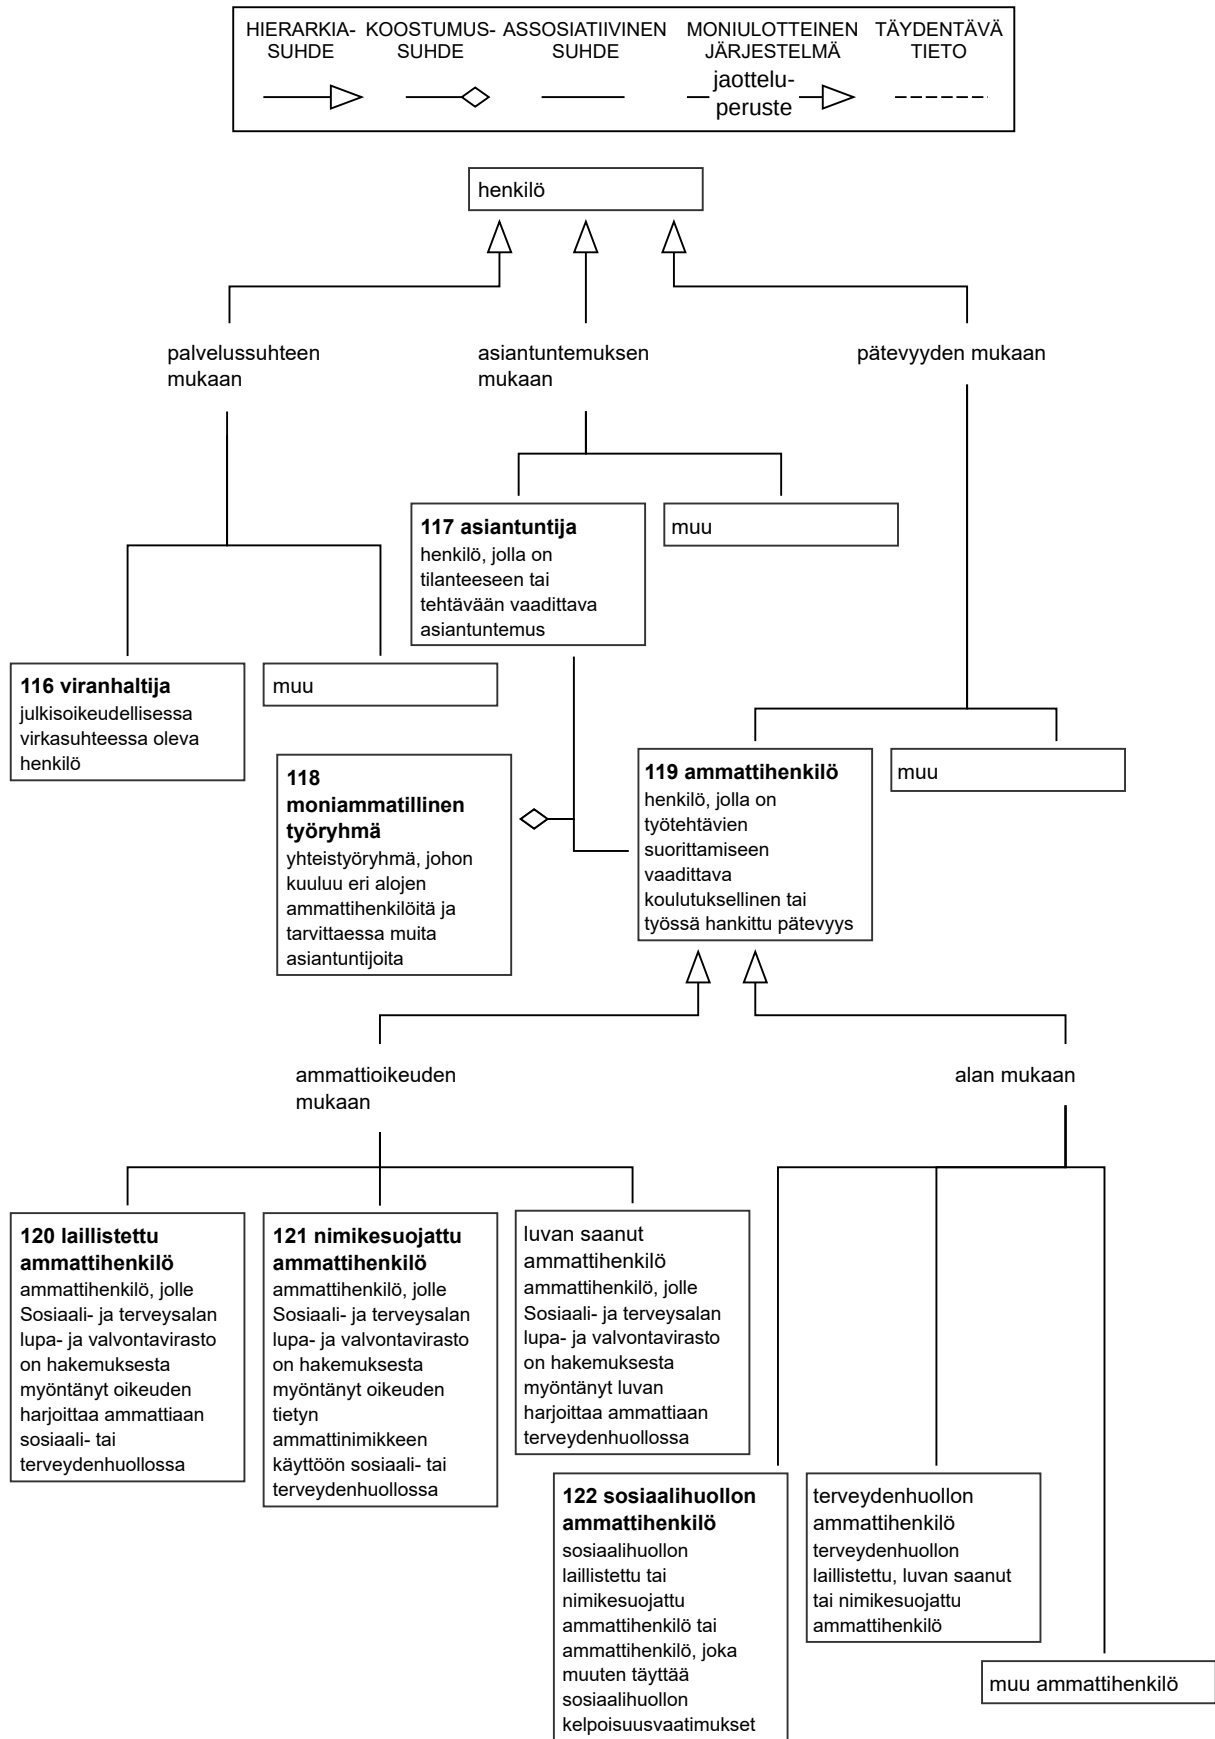 HIERARKIA-
SUHDE
KOOSTUMUS-
SUHDE
ASSOSIATIIVINEN
SUHDE
MONIULOTTEINEN
JÄRJESTELMÄ
jaottelu-
peruste
TÄYDENTÄVÄ
TIETO
henkilö
palvelussuhteen
mukaan
asiantuntemuksen
mukaan
pätevyyden mukaan
117 asiantuntija
henkilö, jolla on
tilanteeseen tai
tehtävään vaadittava
asiantuntemus
muu
116 viranhaltija
julkisoikeudellisessa
virkasuhteessa oleva
henkilö
muu
118
moniammatillinen
työryhmä
yhteistyöryhmä, johon
kuuluu eri alojen
ammattihenkilöitä ja
tarvittaessa muita
asiantuntijoita
119 ammattihenkilö
henkilö, jolla on
työtehtävien
suorittamiseen
vaadittava
koulutuksellinen tai
työssä hankittu pätevyys
muu
ammattioikeuden
mukaan
alan mukaan
120 laillistettu
ammattihenkilö
ammattihenkilö, jolle
Sosiaali- ja terveysalan
lupa- ja valvontavirasto
on hakemuksesta
myöntänyt oikeuden
harjoittaa ammattiaan
sosiaali- tai
terveydenhuollossa
121 nimikesuojattu
ammattihenkilö
ammattihenkilö, jolle
Sosiaali- ja terveysalan
lupa- ja valvontavirasto
on hakemuksesta
myöntänyt oikeuden
tietyn
ammattinimikkeen
käyttöön sosiaali- tai
terveydenhuollossa
luvan saanut
ammattihenkilö
ammattihenkilö, jolle
Sosiaali- ja terveysalan
lupa- ja valvontavirasto
on hakemuksesta
myöntänyt luvan
harjoittaa ammattiaan
terveydenhuollossa
122 sosiaalihuollon
ammattihenkilö
sosiaalihuollon
laillistettu tai
nimikesuojattu
ammattihenkilö tai
ammattihenkilö, joka
muuten täyttää
sosiaalihuollon
kelpoisuusvaatimukset
terveydenhuollon
ammattihenkilö
terveydenhuollon
laillistettu, luvan saanut
tai nimikesuojattu
ammattihenkilö
muu ammattihenkilö